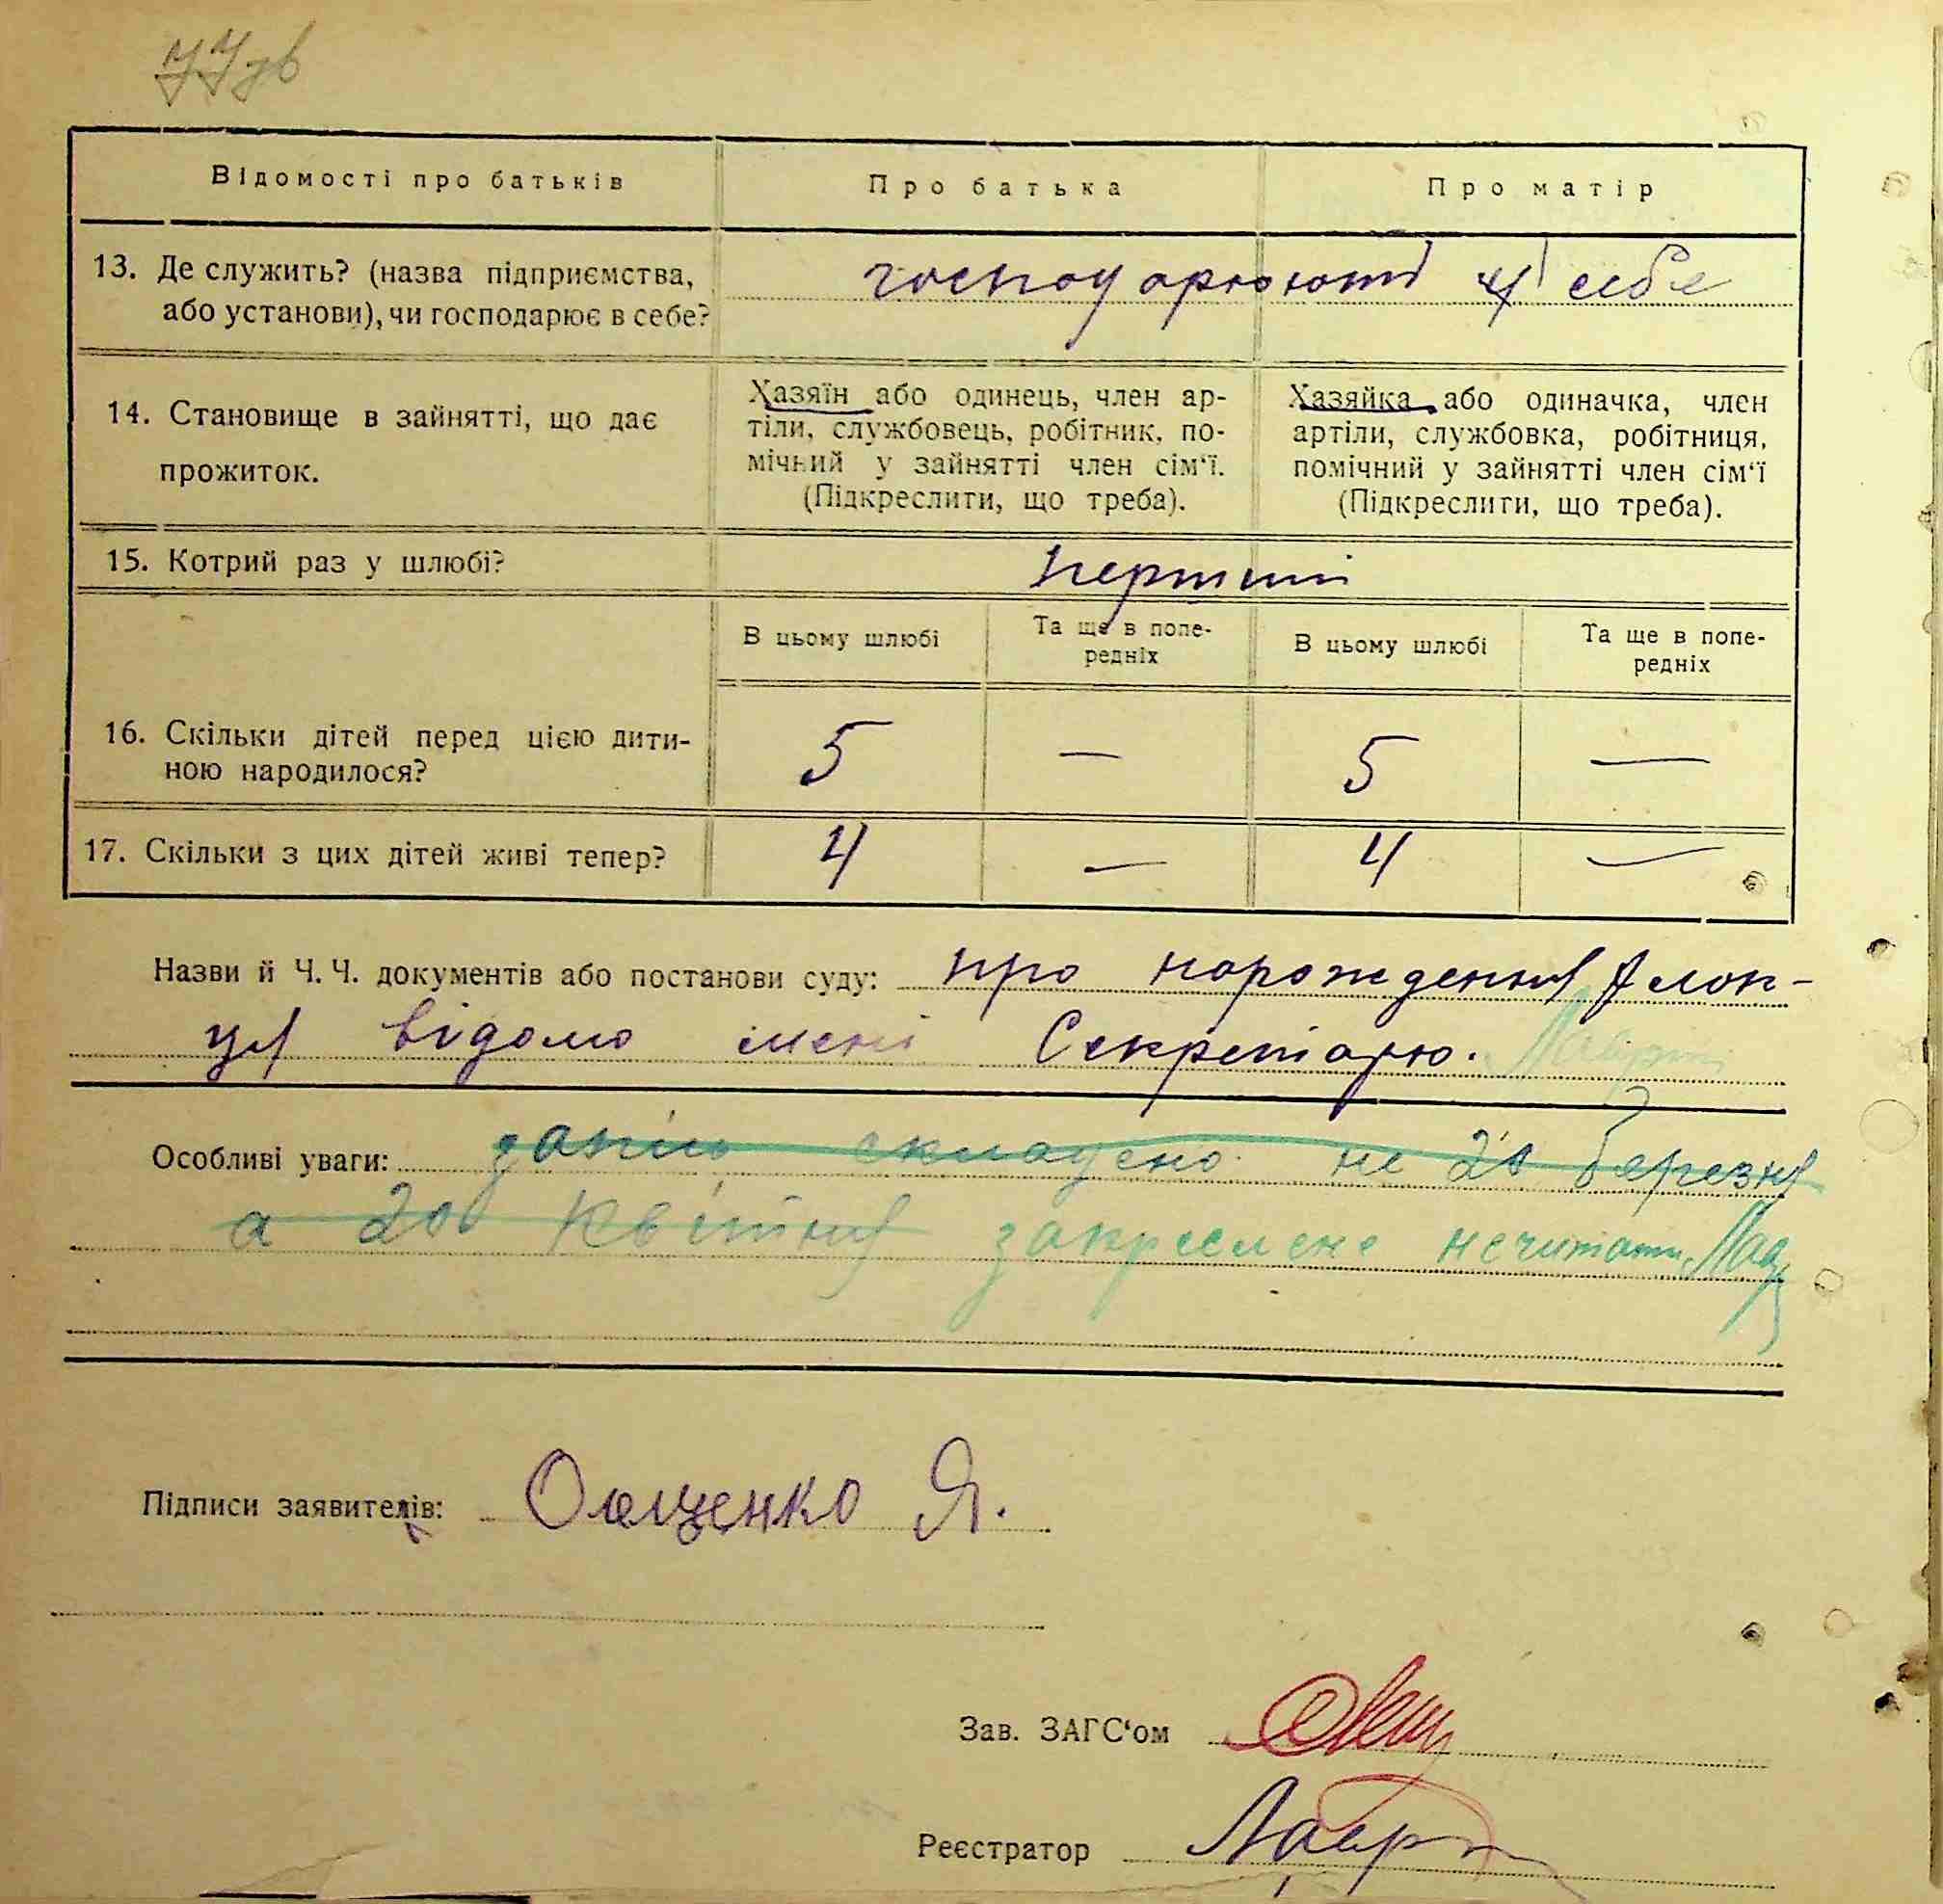 77зв
Відомості про батьків Про батька Про матір
13. Де служить? (назва підприємства,
або установи), чи господарює в себе?
господарюють у себе
14. Становище в зайнятті, що дає
прожиток.
Хазяїн або одинець, член ар-
тіли, службовець, робітник, по-
мічний у зайнятті член сім‘ї.
(Підкреслити, що треба).
Хазяйка або одиначка, член
артіли, службовка, робітниця,
помічний у зайнятті член сім‘ї
(Підкреслити, що треба).
15. Котрий раз у шлюбі? перший
В цьому шлюбі Та ще в попе-
редніх В цьому шлюбі Та ще в попе-
редніх
16. Скільки дітей перед цією дити-
ною народилося?
5 — 5 —
17. Скільки з цих дітей живі тепер? 4 — 4 —
Назви й Ч. Ч. документів або постанови суду: про народження
відомо мені Секретарю.
Особливі уваги: запись складено не 20 березня
а 20 квітня закреслене нечитати
Підписи заявителів: Онищенко Я.
Зав. ЗАГС‘ом
Реєстратор